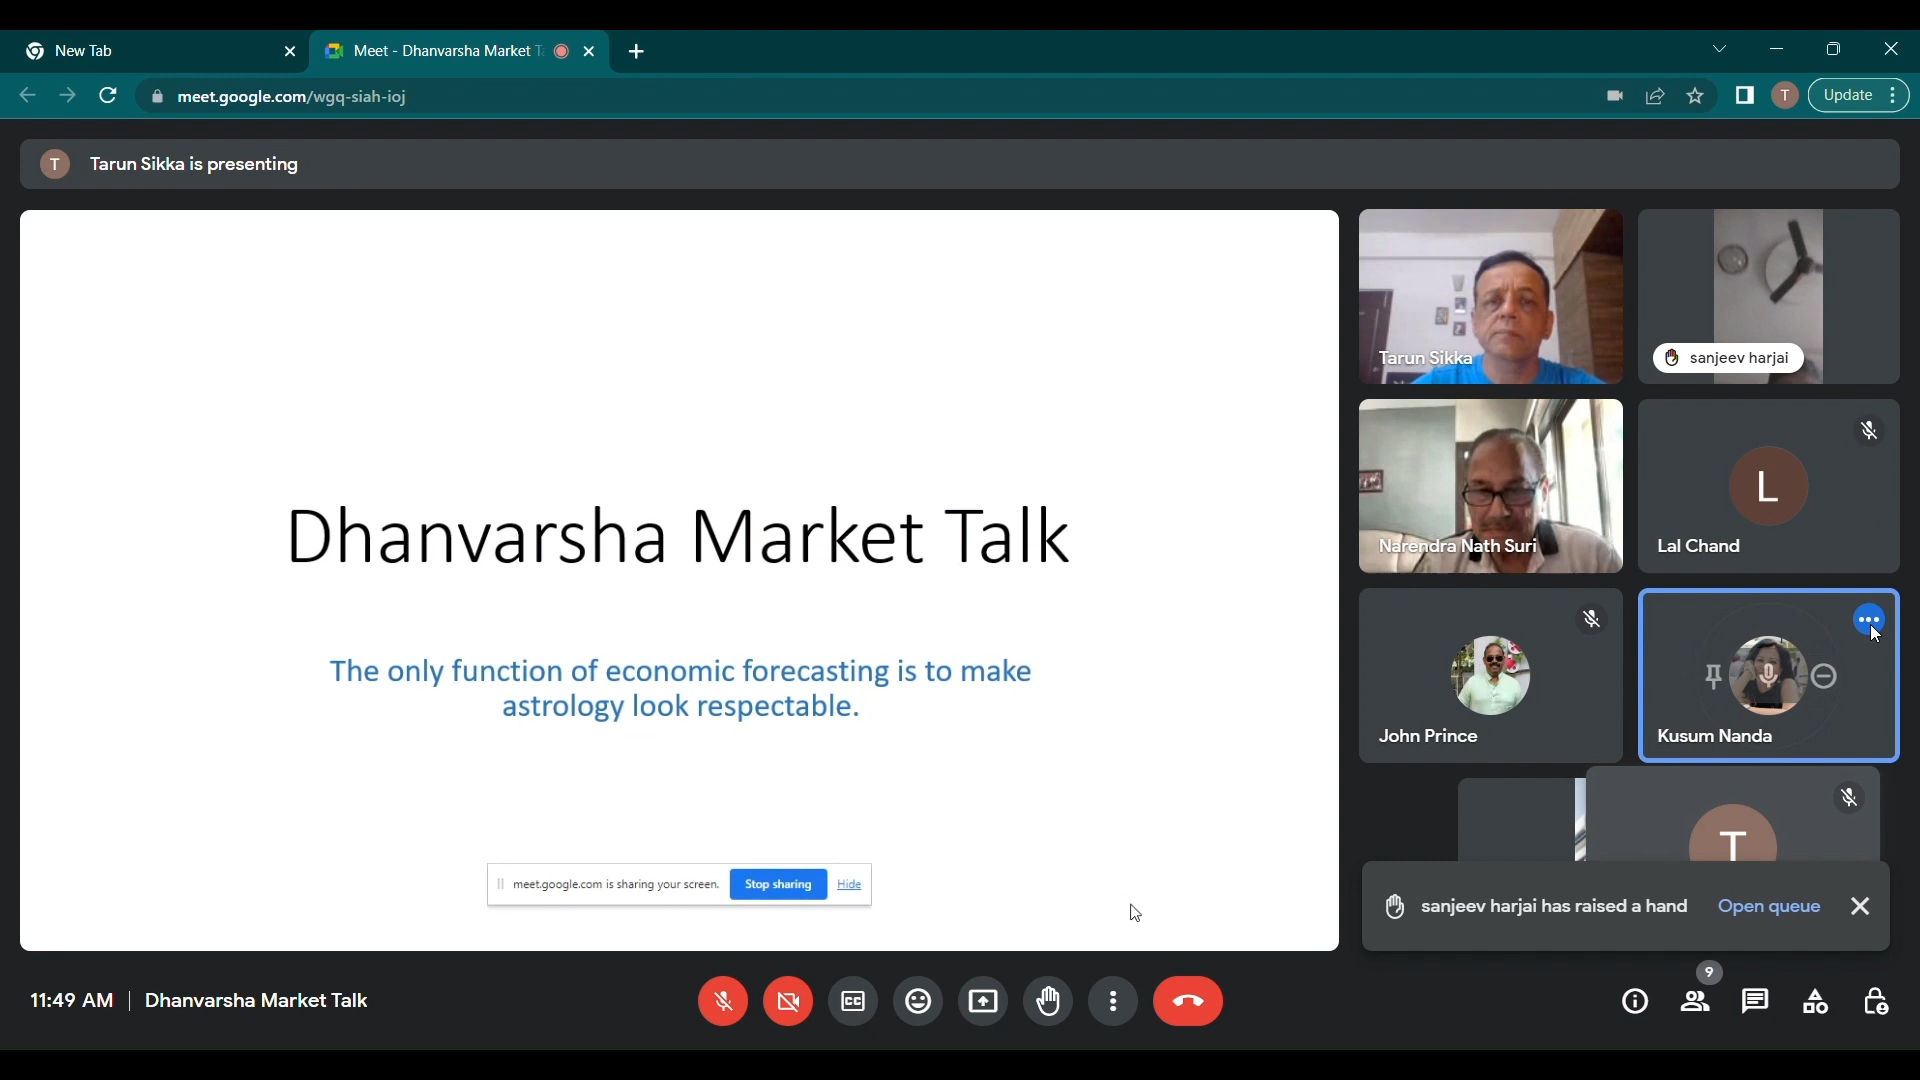 New Tab
Meet - Dhanvarsha Market T
meet.google.com/wgq-siah-ioj
T
Update
T
Tarun Sikka is presenting
Dhanvarsha Market Talk
The only function of economic forecasting is to make
astrology look respectable.
meet.google.com is sharing your screen.
Stop sharing
Hide
Tarun Sikka
sanjeev harjai
Narendra Nath Suri
L
Lal Chand
John Prince
Kusum Nanda
T
sanjeev harjai has raised a hand
Open queue
11:49 AM | Dhanvarsha Market Talk
CC
9